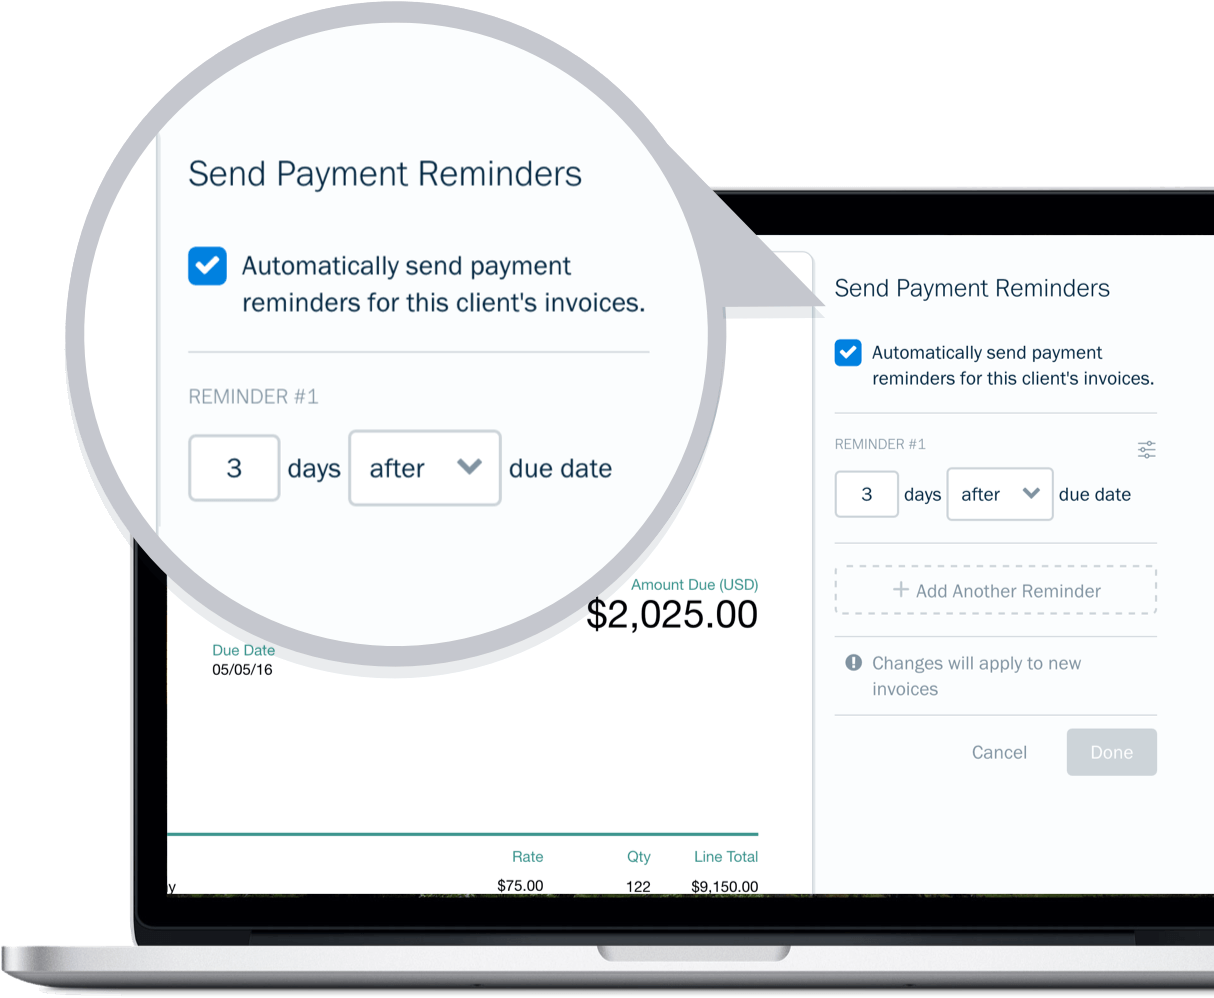 Send Payment Reminders
Automatically send payment
reminders for this client's invoices.
REMINDER #1
3 days after due date
Send Payment Reminders
Automatically send payment
reminders for this client's invoices.
REMINDER #1
3 days after due date
+ Add Another Reminder
Changes will apply to new
invoices
Cancel Done
Amount Due (USD)
$2,025.00
Due Date
05/05/16
Rate Qty Line Total
$75.00 122 $9,150.00